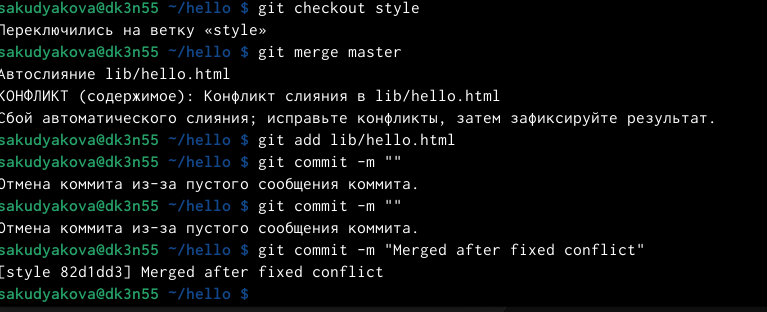 sakudyakova@dk3n55 ~/hello $ git checkout style
Переключились на ветку «style»
sakudyakova@dk3n55 ~/hello $ git merge master
Автослияние lib/hello.html
КОНФЛИКТ (содержимое): Конфликт слияния в lib/hello.html
Сбой автоматического слияния; исправьте конфликты, затем зафиксируйте результат.
sakudyakova@dk3n55 ~/hello $ git add lib/hello.html
sakudyakova@dk3n55 ~/hello $ git commit -m ""
Отмена коммита из-за пустого сообщения коммита.
sakudyakova@dk3n55 ~/hello $ git commit -m ""
Отмена коммита из-за пустого сообщения коммита.
sakudyakova@dk3n55 ~/hello $ git commit -m "Merged after fixed conflict"
[style 82d1dd3] Merged after fixed conflict
sakudyakova@dk3n55 ~/hello $